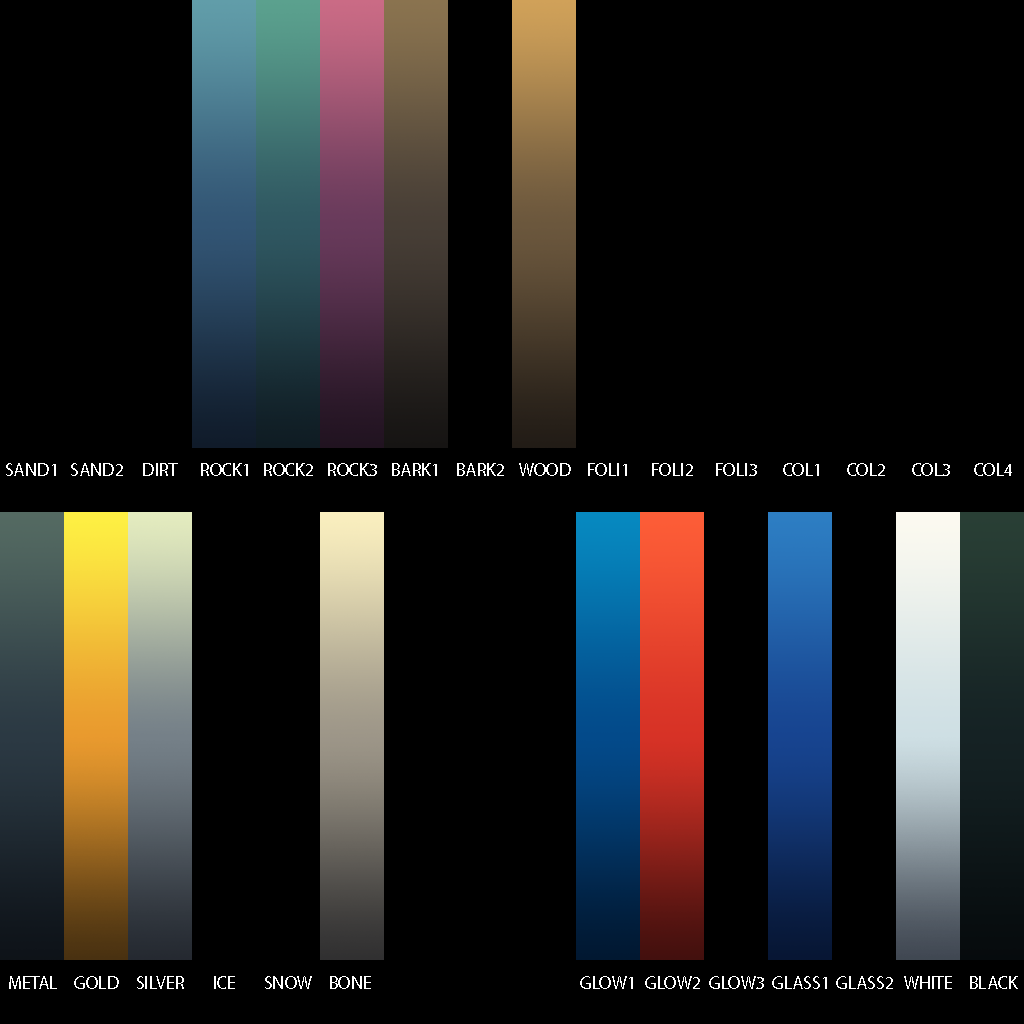 SAND1 SAND2 DIRT ROCK1 ROCK2 ROCK3 BARK1 BARK2 WOOD FOLI1 FOLI2 FOLI3 COL1 COL2 COL3 COL4
METAL GOLD SILVER ICE SNOW BONE GLOW1 GLOW2 GLOW3 GLASS1 GLASS2 WHITE BLACK